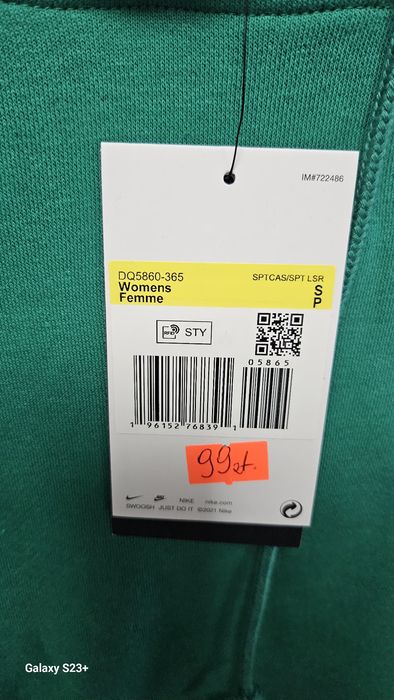 IM#722486
DQ5860-365 SPTCAS/SPT LSR
Womens S
Femme P
RFID STY
05865
1 96152 76839 1
99zł.
NIKE nike.com
SWOOSH JUST DO IT ©2021 Nike
Galaxy S23+